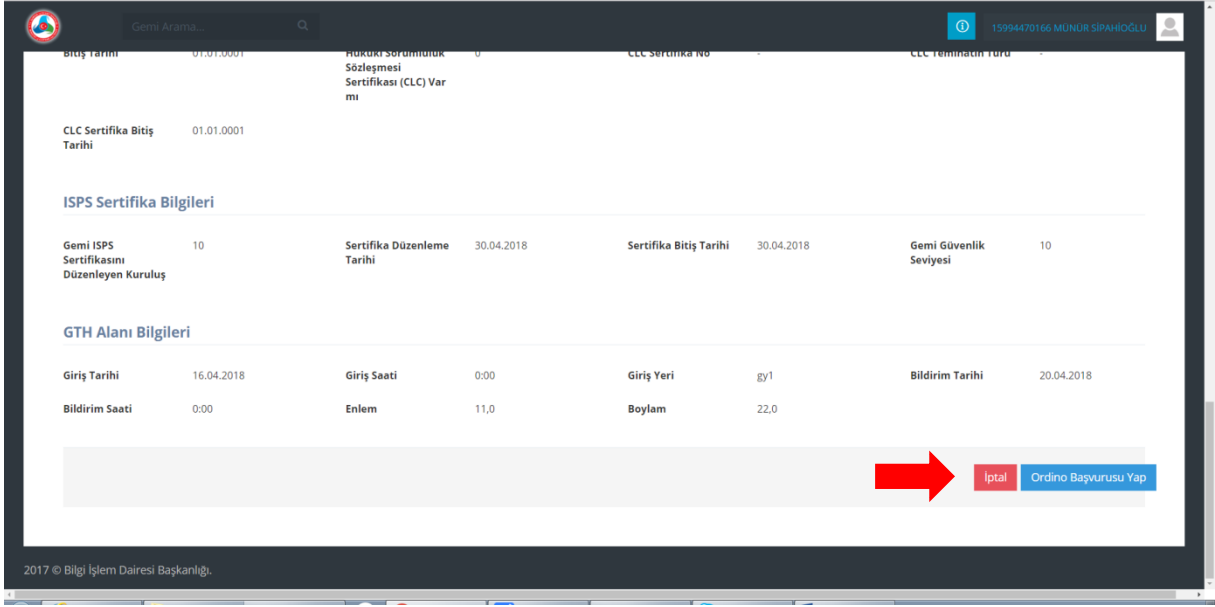 Gemi Arama...
15994470166 MÜNÜR SİPAHİOĞLU
Bitiş Tarihi 01.01.0001 Hukuki Sorumluluk 0 CLC Sertifika No - CLC Teminatın Türü -
Sözleşmesi
Sertifikası (CLC) Var
mı
CLC Sertifika Bitiş 01.01.0001
Tarihi
ISPS Sertifika Bilgileri
Gemi ISPS 10 Sertifika Düzenleme 30.04.2018 Sertifika Bitiş Tarihi 30.04.2018 Gemi Güvenlik 10
Sertifikasını Tarihi Seviyesi
Düzenleyen Kuruluş
GTH Alanı Bilgileri
Giriş Tarihi 16.04.2018 Giriş Saati 0:00 Giriş Yeri gy1 Bildirim Tarihi 20.04.2018
Bildirim Saati 0:00 Enlem 11,0 Boylam 22,0
İptal Ordino Başvurusu Yap
2017 © Bilgi İşlem Dairesi Başkanlığı.